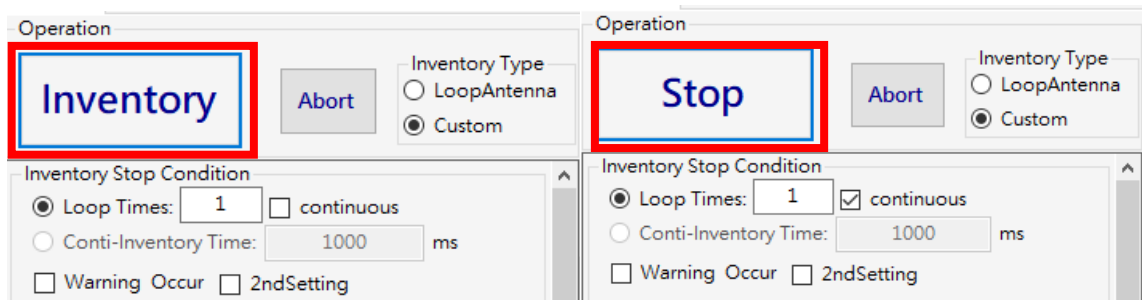 Operation
Inventory
Abort
Inventory Type
LoopAntenna
Custom
Inventory Stop Condition
Loop Times: 1 continuous
Conti-Inventory Time: 1000 ms
Warning Occur 2ndSetting
Operation
Stop
Abort
Inventory Type
LoopAntenna
Custom
Inventory Stop Condition
Loop Times: 1 continuous
Conti-Inventory Time: 1000 ms
Warning Occur 2ndSetting